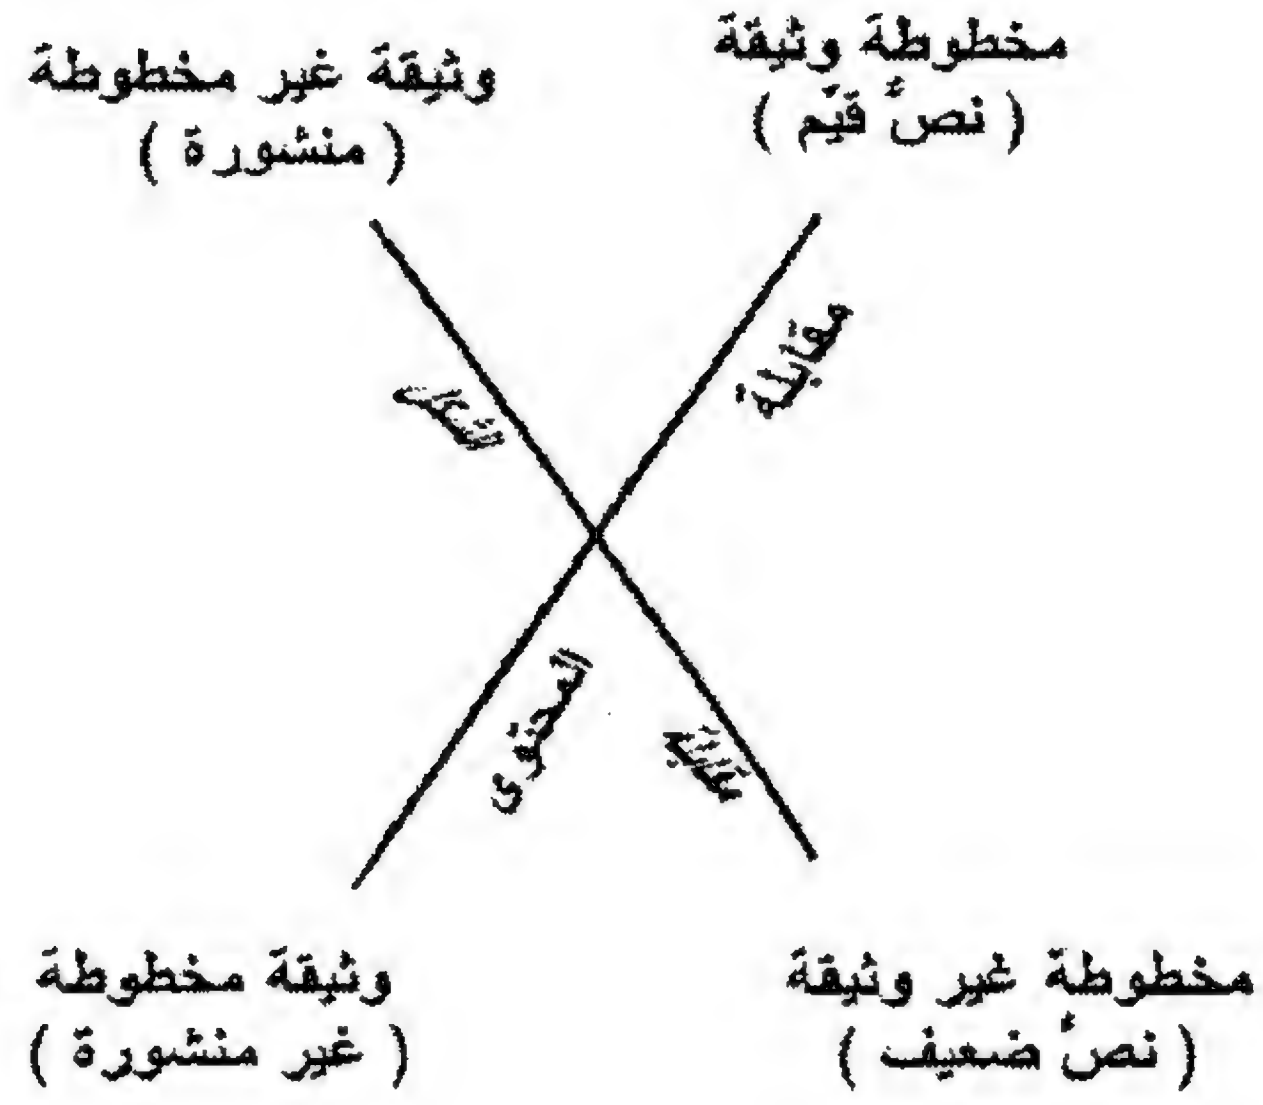 مخطوطة وثيقة
( نصٌّ قيّم )
وثيقة غير مخطوطة
( منشورة )
مقابلة
الشكل
المحتوى
مخطوطة غير وثيقة
( نصٌّ ضعيف )
وثيقة مخطوطة
( غير منشورة )